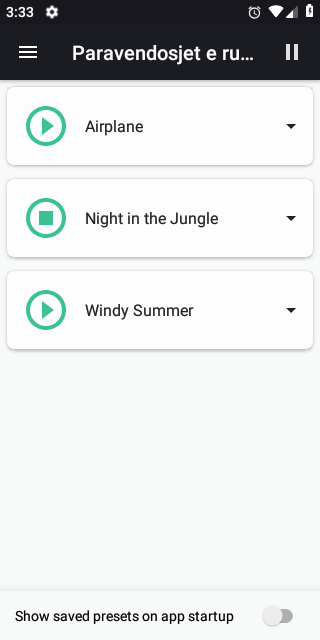 3:33
Paravendosjet e ru...
Airplane
Night in the Jungle
Windy Summer
Show saved presets on app startup